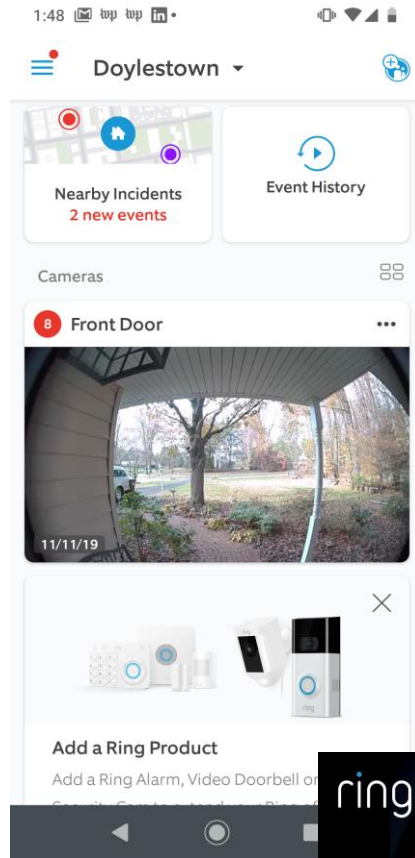 1:48
Doylestown
Nearby Incidents
2 new events
Event History
Cameras
8 Front Door
11/11/19
Add a Ring Product
Add a Ring Alarm, Video Doorbell or
ring
ring